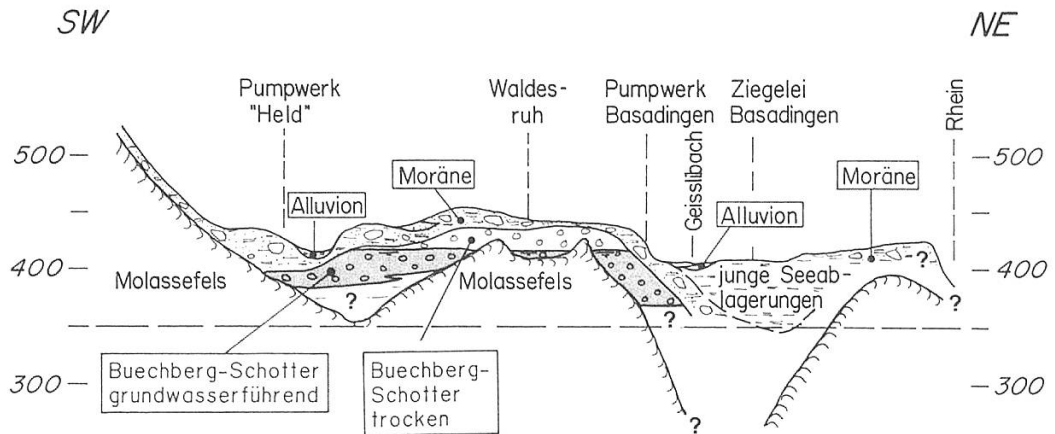 SW
NE
Pumpwerk
"Held"
Waldes-
ruh
Pumpwerk
Basadingen
Geisslibach
Ziegelei
Basadingen
Rhein
500
500
Moräne
Alluvion
Moräne
Alluvion
400
400
Molassefels
Molassefels
junge Seeab-
lagerungen
?
?
?
?
Buechberg-Schotter
grundwasserführend
Buechberg-
Schotter
trocken
300
300
?